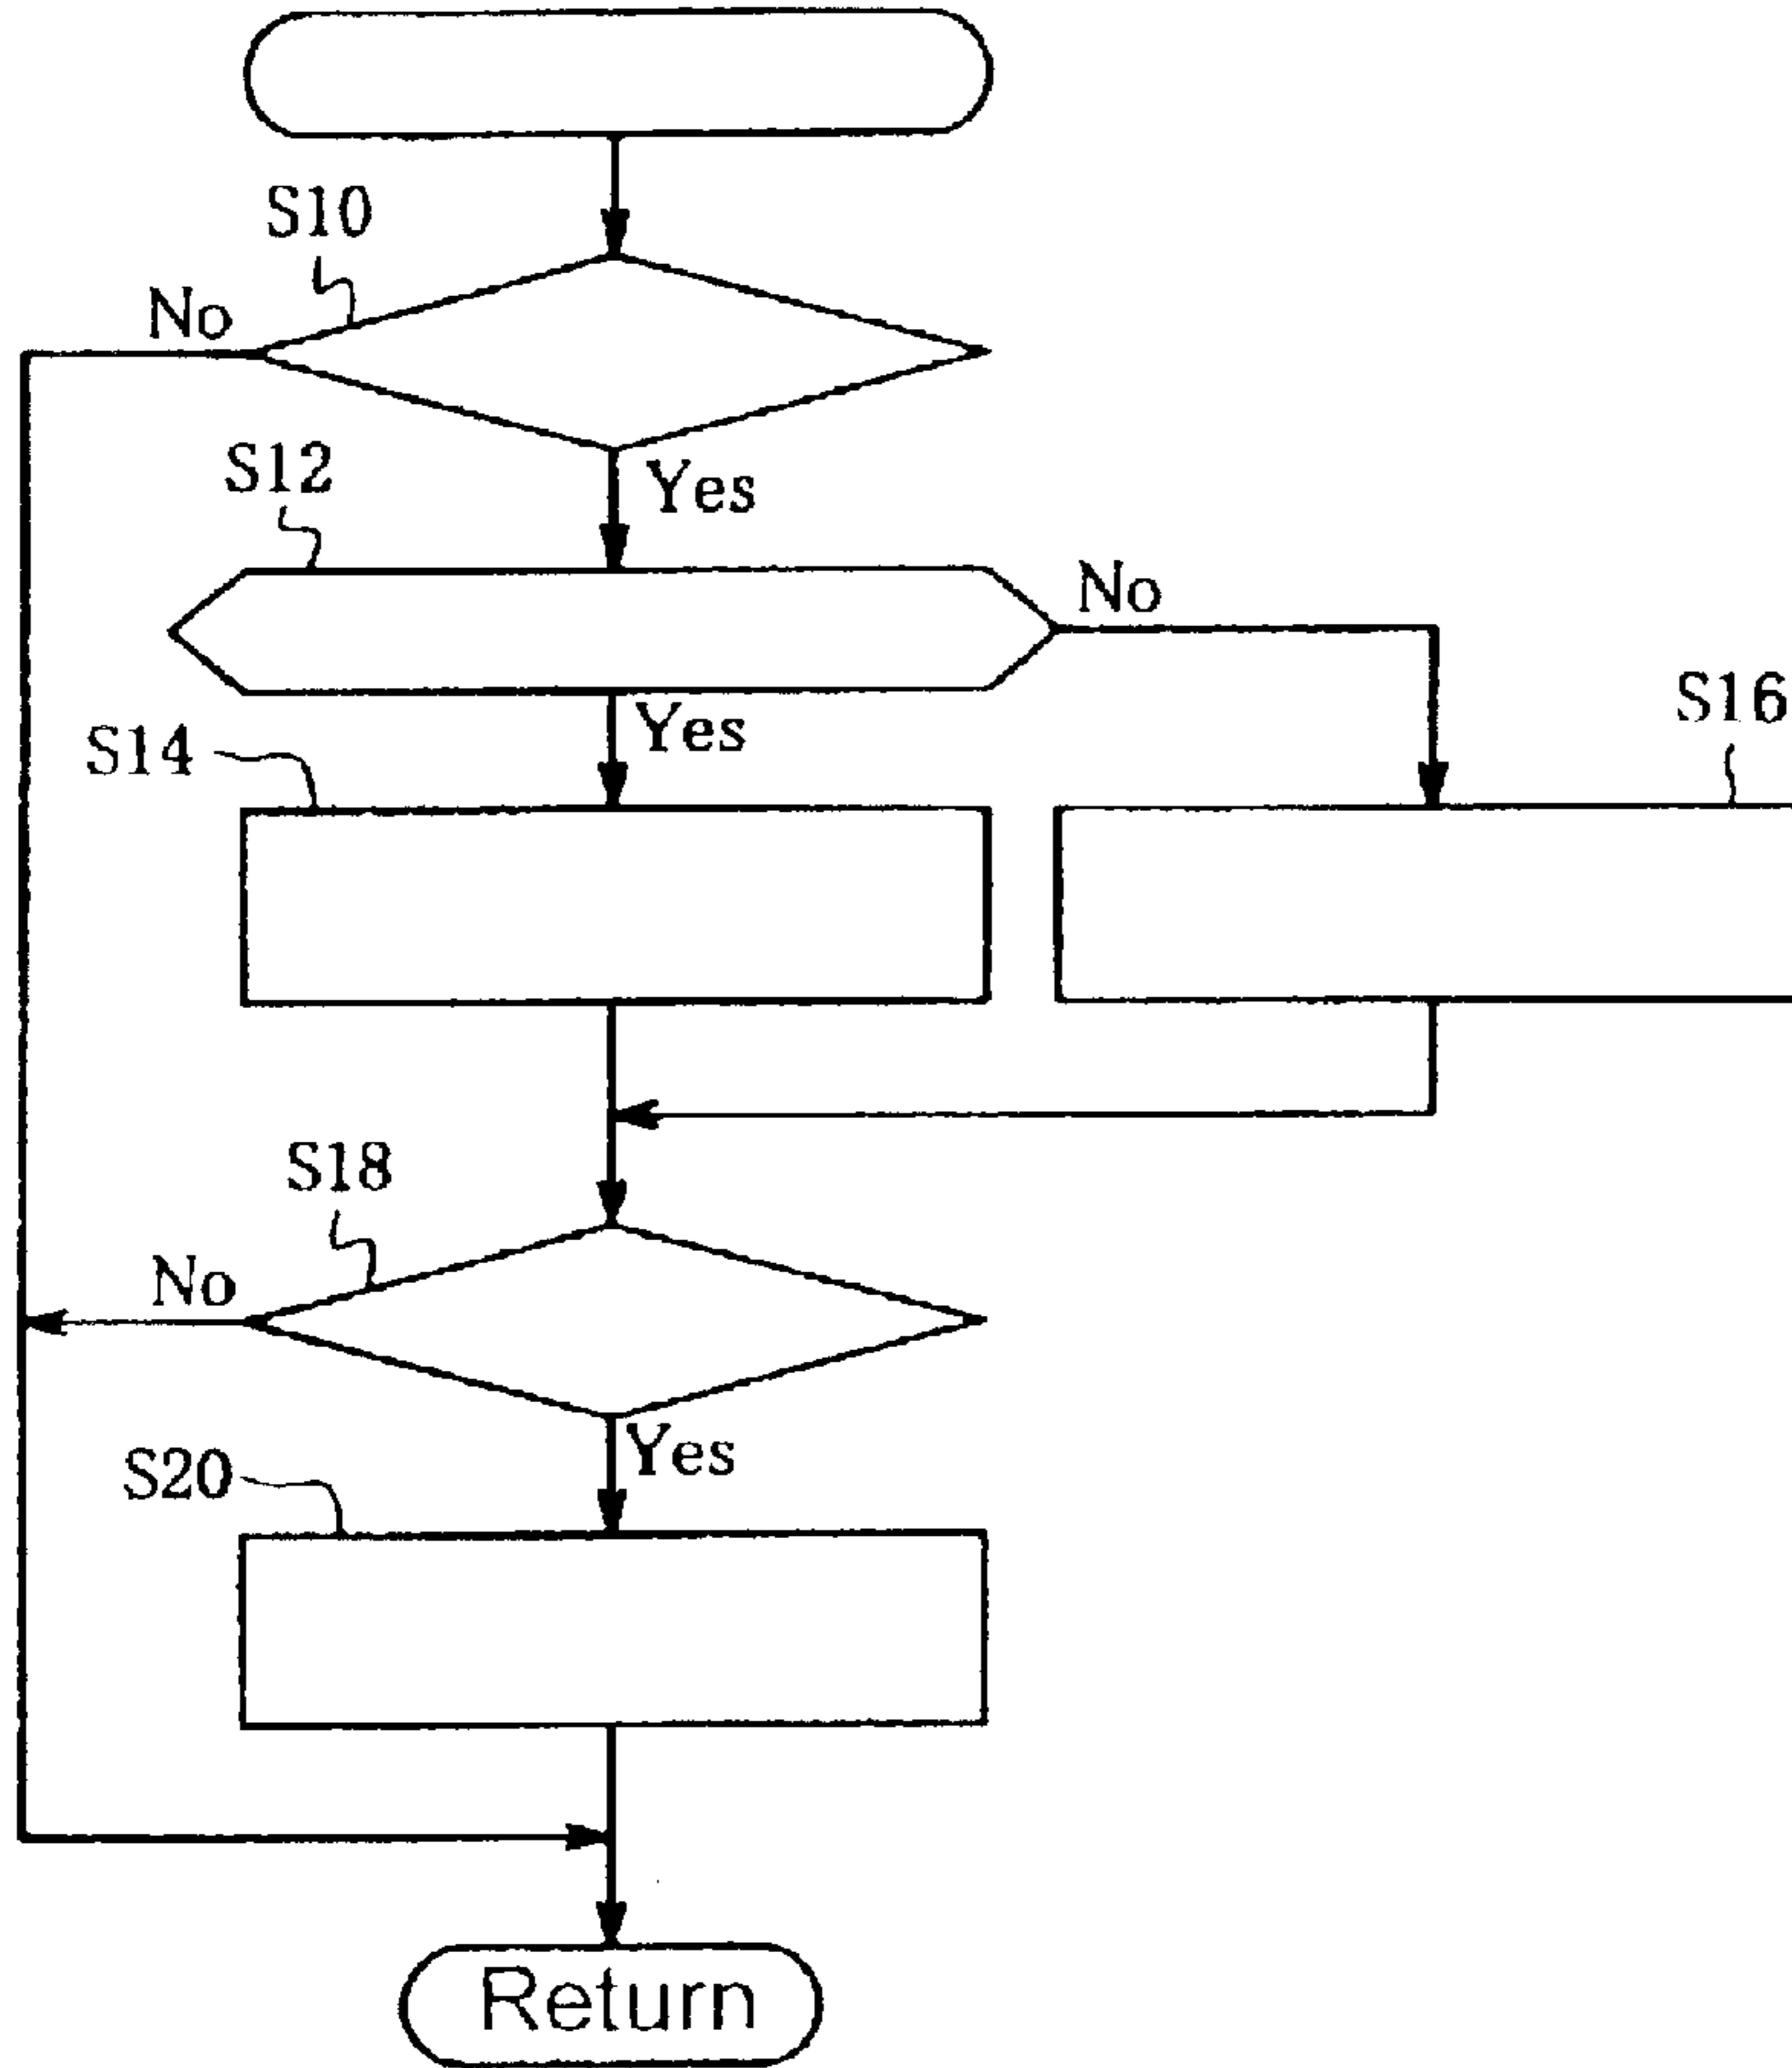 S10
No
Yes
S12
No
Yes
S14
S16
S18
No
Yes
S20
Return